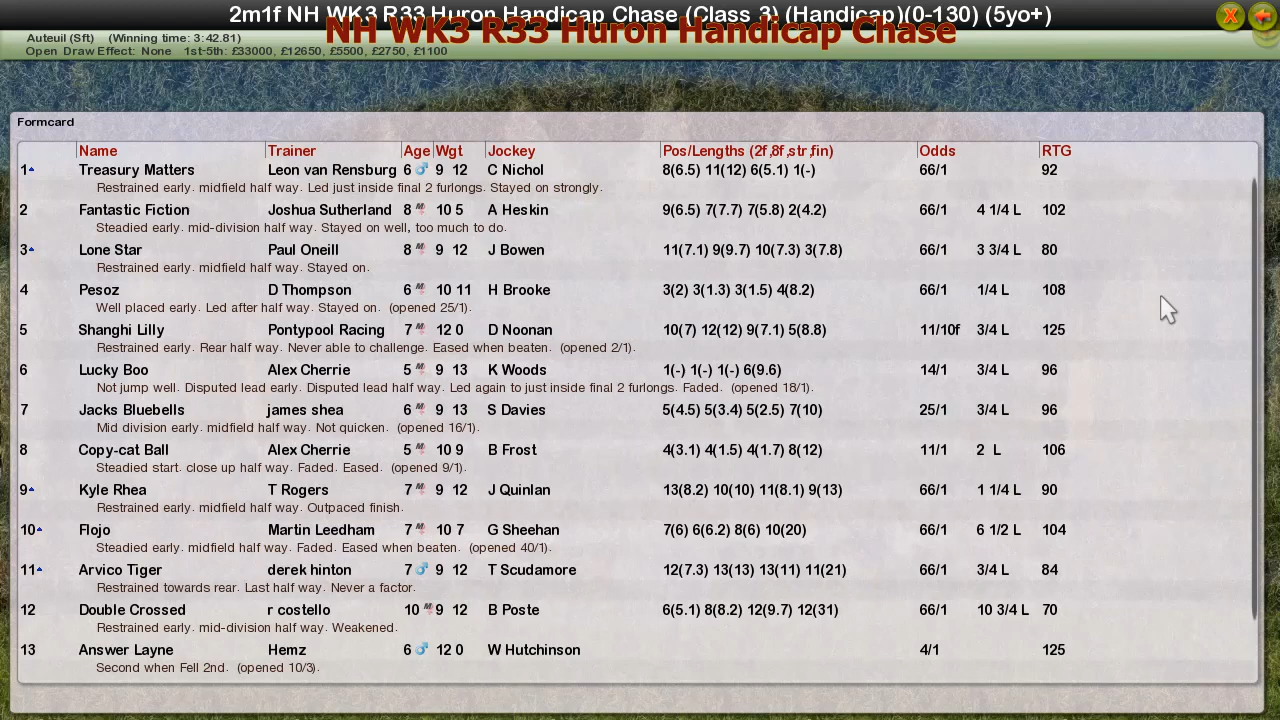 2m1f NH WK3 R33 Huron Handicap Chase (Class 3) (Handicap)(0-130) (5yo+)
NH WK3 R33 Huron Handicap Chase
Auteuil (Sft) (Winning time: 3:42.81)
Open Draw Effect: None 1st-5th: £33000, £12650, £5500, £2750, £1100
Formcard
Name Trainer Age Wgt Jockey Pos/Lengths (2f,8f,str,fin) Odds RTG
1 Treasury Matters Leon van Rensburg 6 9 12 C Nichol 8(6.5) 11(12) 6(5.1) 1(-) 66/1 92
Restrained early. midfield half way. Led just inside final 2 furlongs. Stayed on strongly.
2 Fantastic Fiction Joshua Sutherland 8 10 5 A Heskin 9(6.5) 7(7.7) 7(5.8) 2(4.2) 66/1 4 1/4 L 102
Steadied early. mid-division half way. Stayed on well, too much to do.
3 Lone Star Paul Oneill 8 9 12 J Bowen 11(7.1) 9(9.7) 10(7.3) 3(7.8) 66/1 3 3/4 L 80
Restrained early. midfield half way. Stayed on.
4 Pesoz D Thompson 6 10 11 H Brooke 3(2) 3(1.3) 3(1.5) 4(8.2) 66/1 1/4 L 108
Well placed early. Led after half way. Stayed on. (opened 25/1).
5 Shanghi Lilly Pontypool Racing 7 12 0 D Noonan 10(7) 12(12) 9(7.1) 5(8.8) 11/10f 3/4 L 125
Restrained early. Rear half way. Never able to challenge. Eased when beaten. (opened 2/1).
6 Lucky Boo Alex Cherrie 5 9 13 K Woods 1(-) 1(-) 1(-) 6(9.6) 14/1 3/4 L 96
Not jump well. Disputed lead early. Disputed lead half way. Led again to just inside final 2 furlongs. Faded. (opened 18/1).
7 Jacks Bluebells james shea 6 9 13 S Davies 5(4.5) 5(3.4) 5(2.5) 7(10) 25/1 3/4 L 96
Mid division early. midfield half way. Not quicken. (opened 16/1).
8 Copy-cat Ball Alex Cherrie 5 10 9 B Frost 4(3.1) 4(1.5) 4(1.7) 8(12) 11/1 2 L 106
Steadied start. close up half way. Faded. Eased. (opened 9/1).
9 Kyle Rhea T Rogers 7 9 12 J Quinlan 13(8.2) 10(10) 11(8.1) 9(13) 66/1 1 1/4 L 90
Restrained early. midfield half way. Outpaced finish.
10 Flojo Martin Leedham 7 10 7 G Sheehan 7(6) 6(6.2) 8(6) 10(20) 66/1 6 1/2 L 104
Steadied early. midfield half way. Faded. Eased when beaten. (opened 40/1).
11 Arvico Tiger derek hinton 7 9 12 T Scudamore 12(7.3) 13(13) 13(11) 11(21) 66/1 3/4 L 84
Restrained towards rear. Last half way. Never a factor.
12 Double Crossed r costello 10 9 12 B Poste 6(5.1) 8(8.2) 12(9.7) 12(31) 66/1 10 3/4 L 70
Restrained early. mid-division half way. Weakened.
13 Answer Layne Hemz 6 12 0 W Hutchinson 4/1 125
Second when Fell 2nd. (opened 10/3).